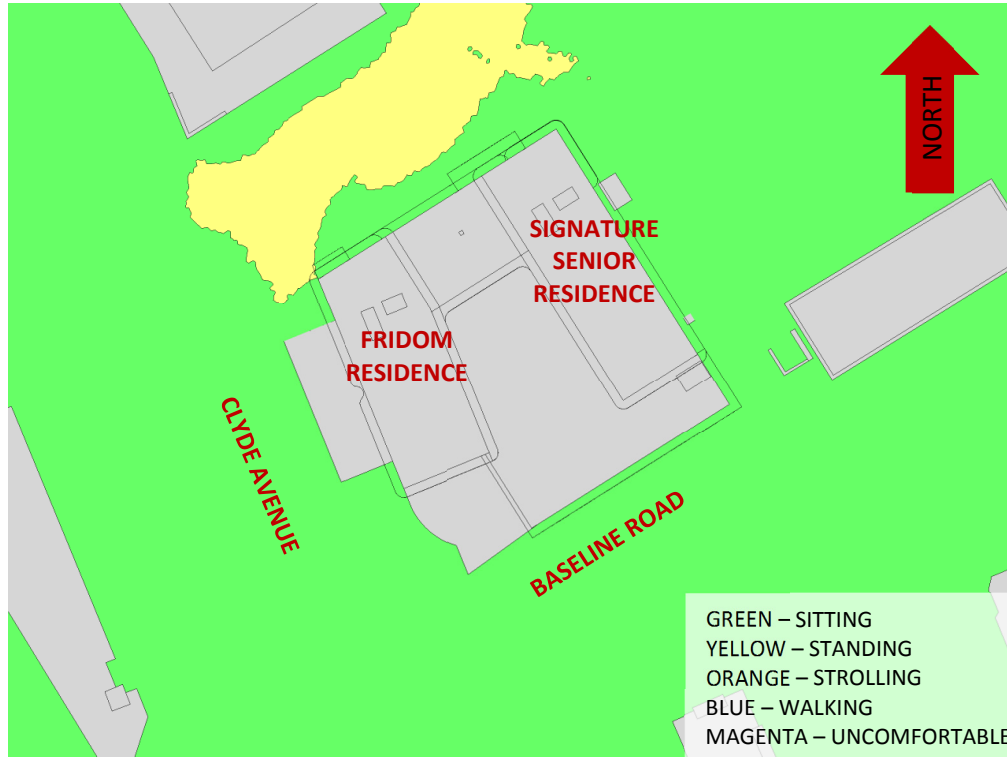 NORTH
SIGNATURE
SENIOR
RESIDENCE
FRIDOM
RESIDENCE
CLYDE AVENUE
BASELINE ROAD
GREEN – SITTING
YELLOW – STANDING
ORANGE – STROLLING
BLUE – WALKING
MAGENTA – UNCOMFORTABLE